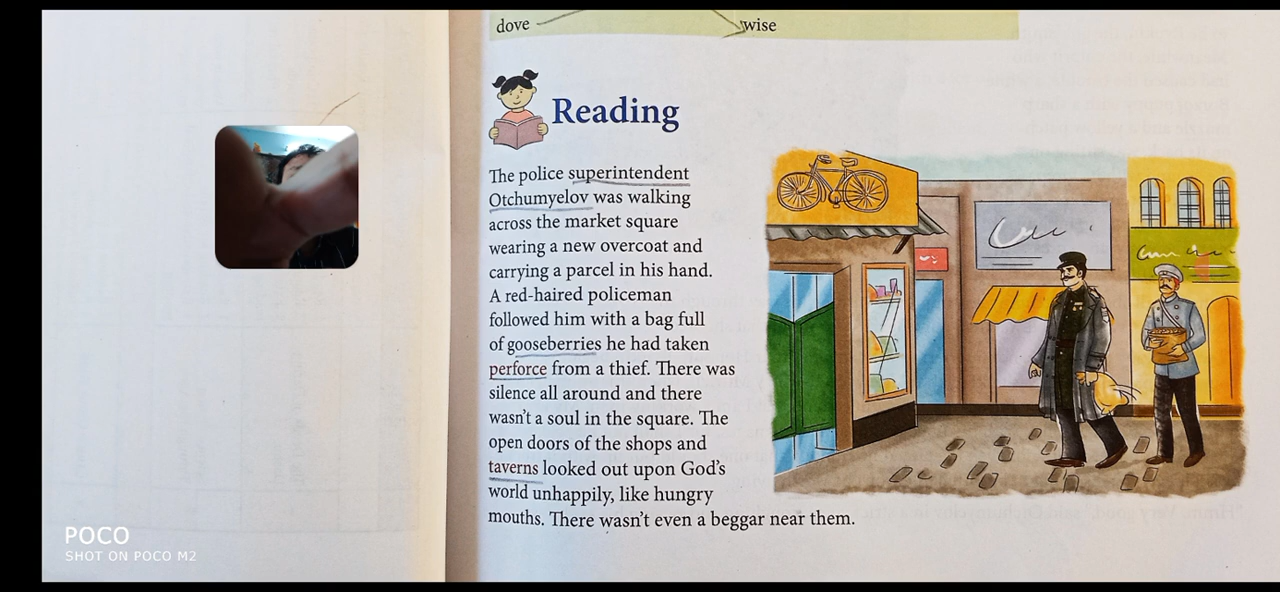 dove wise
Reading
The police superintendent
Otchumyelov was walking
across the market square
wearing a new overcoat and
carrying a parcel in his hand.
A red-haired policeman
followed him with a bag full
of gooseberries he had taken
perforce from a thief. There was
silence all around and there
wasn't a soul in the square. The
open doors of the shops and
taverns looked out upon God's
world unhappily, like hungry
mouths. There wasn't even a beggar near them.
POCO
SHOT ON POCO M2